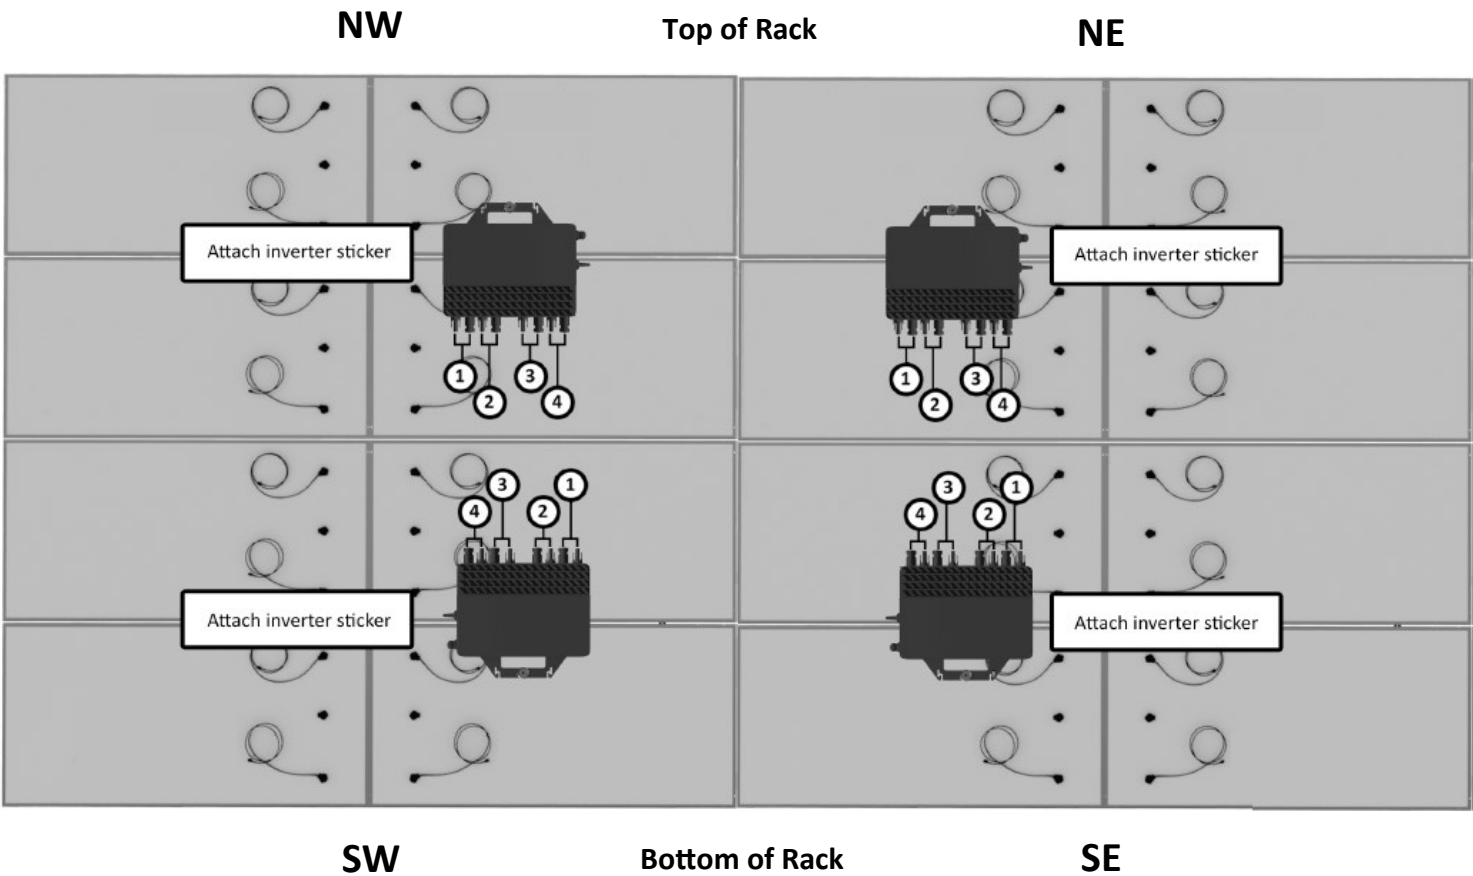 NW
Top of Rack
NE
Attach inverter sticker
Attach inverter sticker
1
2
3
4
1
2
3
4
4
3
2
1
4
3
2
1
Attach inverter sticker
Attach inverter sticker
SW
Bottom of Rack
SE